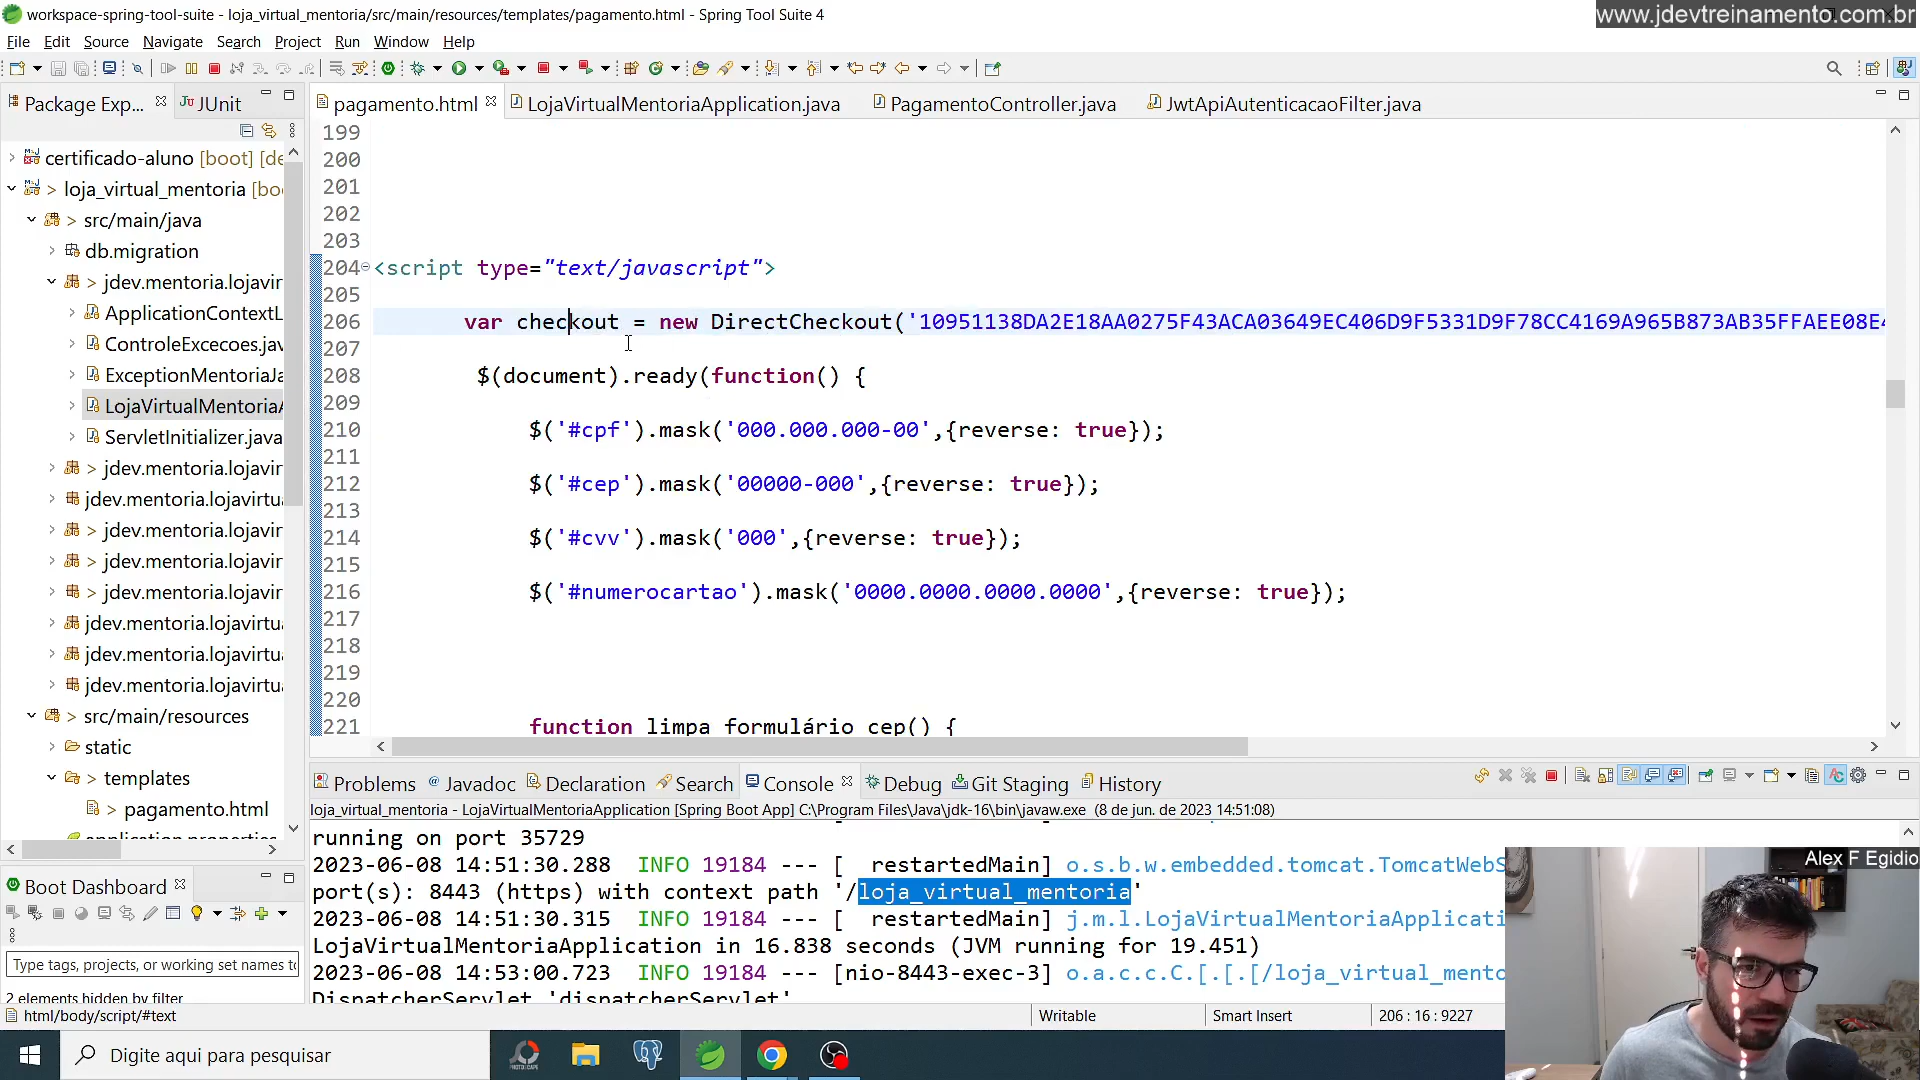 workspace-spring-tool-suite - loja_virtual_mentoria/src/main/resources/templates/pagamento.html - Spring Tool Suite 4
www.jdevtreinamento.com.br
File Edit Source Navigate Search Project Run Window Help
Package Exp... JUnit
pagamento.html LojaVirtualMentoriaApplication.java PagamentoController.java JwtApiAutenticacaoFilter.java
certificado-aluno [boot] [de
> loja_virtual_mentoria [boo
> src/main/java
db.migration
> jdev.mentoria.lojavir
ApplicationContextL
ControleExcecoes.jav
ExceptionMentoriaJa
LojaVirtualMentoriaA
ServletInitializer.java
> jdev.mentoria.lojavir
jdev.mentoria.lojavirtu
> jdev.mentoria.lojavir
> jdev.mentoria.lojavir
> jdev.mentoria.lojavir
jdev.mentoria.lojavirtu
jdev.mentoria.lojavirtu
jdev.mentoria.lojavirtu
> src/main/resources
static
> templates
> pagamento.html
application.properties
199
200
201
202
203
204 <script type="text/javascript">
205
206 var checkout = new DirectCheckout('10951138DA2E18AA0275F43ACA03649EC406D9F5331D9F78CC4169A965B873AB35FFAEE08E4
207
208 $(document).ready(function() {
209
210 $('#cpf').mask('000.000.000-00',{reverse: true});
211
212 $('#cep').mask('00000-000',{reverse: true});
213
214 $('#cvv').mask('000',{reverse: true});
215
216 $('#numerocartao').mask('0000.0000.0000.0000',{reverse: true});
217
218
219
220
221 function limpa_formulário_cep() {
Problems Javadoc Declaration Search Console Debug Git Staging History
loja_virtual_mentoria - LojaVirtualMentoriaApplication [Spring Boot App] C:\Program Files\Java\jdk-16\bin\javaw.exe (8 de jun. de 2023 14:51:08)
running on port 35729
2023-06-08 14:51:30.288 INFO 19184 --- [ restartedMain] o.s.b.w.embedded.tomcat.TomcatWebS
port(s): 8443 (https) with context path '/loja_virtual_mentoria'
2023-06-08 14:51:30.315 INFO 19184 --- [ restartedMain] j.m.l.LojaVirtualMentoriaApplicati
LojaVirtualMentoriaApplication in 16.838 seconds (JVM running for 19.451)
2023-06-08 14:53:00.723 INFO 19184 --- [nio-8443-exec-3] o.a.c.c.C.[.[.[/loja_virtual_mento
DispatcherServlet 'dispatcherServlet'
Boot Dashboard
Type tags, projects, or working set names to
2 elements hidden by filter
html/body/script/#text
Writable Smart Insert 206 : 16 : 9227
Alex F Egidio
Digite aqui para pesquisar